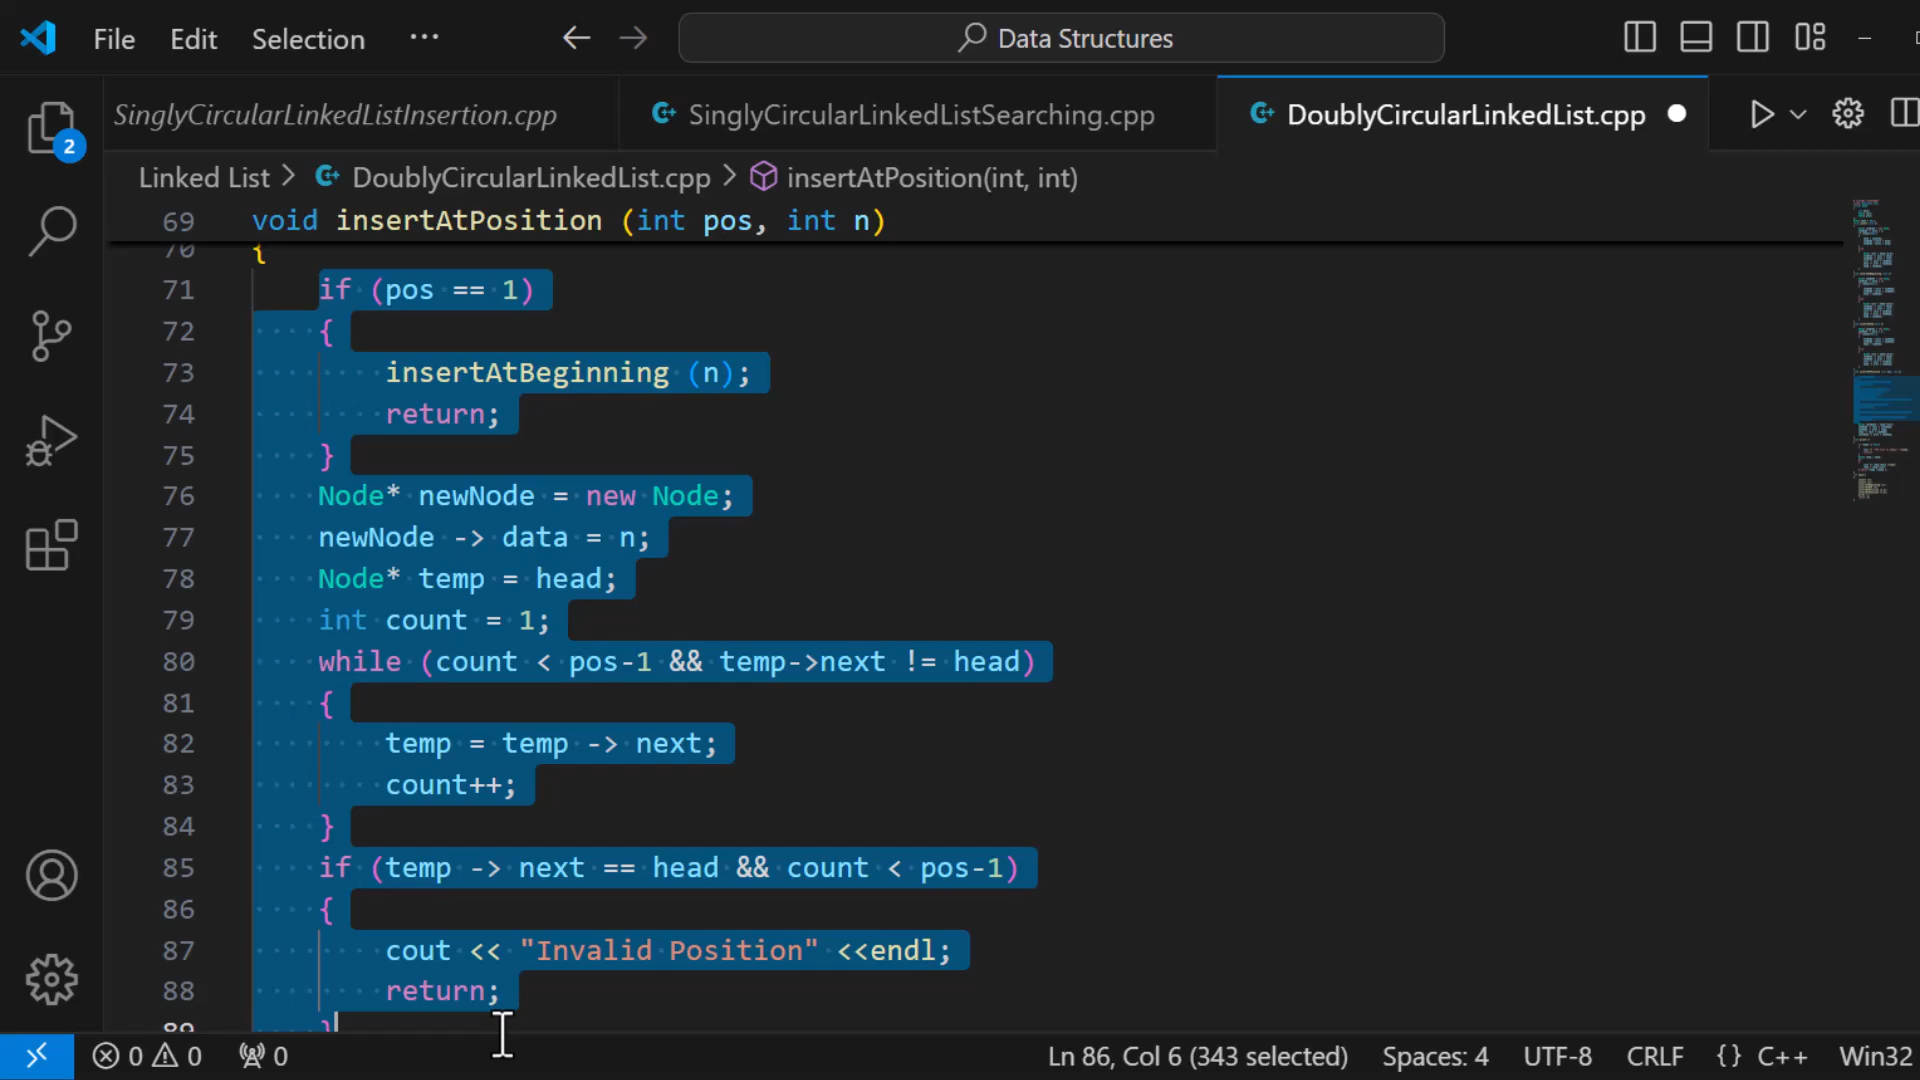 File Edit Selection ··· Data Structures
SinglyCircularLinkedListInsertion.cpp SinglyCircularLinkedListSearching.cpp DoublyCircularLinkedList.cpp
2
Linked List > DoublyCircularLinkedList.cpp > insertAtPosition(int, int)
69 void insertAtPosition (int pos, int n)
70 {
71 if (pos == 1)
72 {
73 insertAtBeginning (n);
74 return;
75 }
76 Node* newNode = new Node;
77 newNode -> data = n;
78 Node* temp = head;
79 int count = 1;
80 while (count < pos-1 && temp->next != head)
81 {
82 temp = temp -> next;
83 count++;
84 }
85 if (temp -> next == head && count < pos-1)
86 {
87 cout << "Invalid Position" <<endl;
88 return;
89 }
0 0 0 Ln 86, Col 6 (343 selected) Spaces: 4 UTF-8 CRLF {} C++ Win32